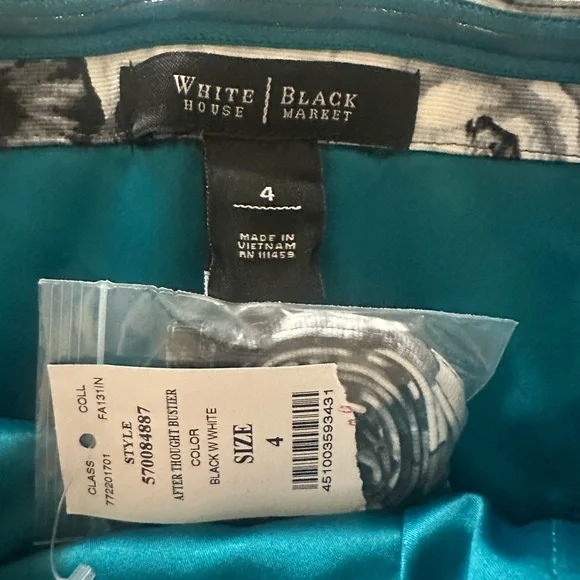 WHITE | BLACK
HOUSE | MARKET
4
MADE IN
VIETNAM
RN 111459
COLL
FA131IN
CLASS
772201701
STYLE
570084887
AFTER THOUGHT BUSTIER
COLOR
BLACK W WHITE
SIZE
4
451003593431